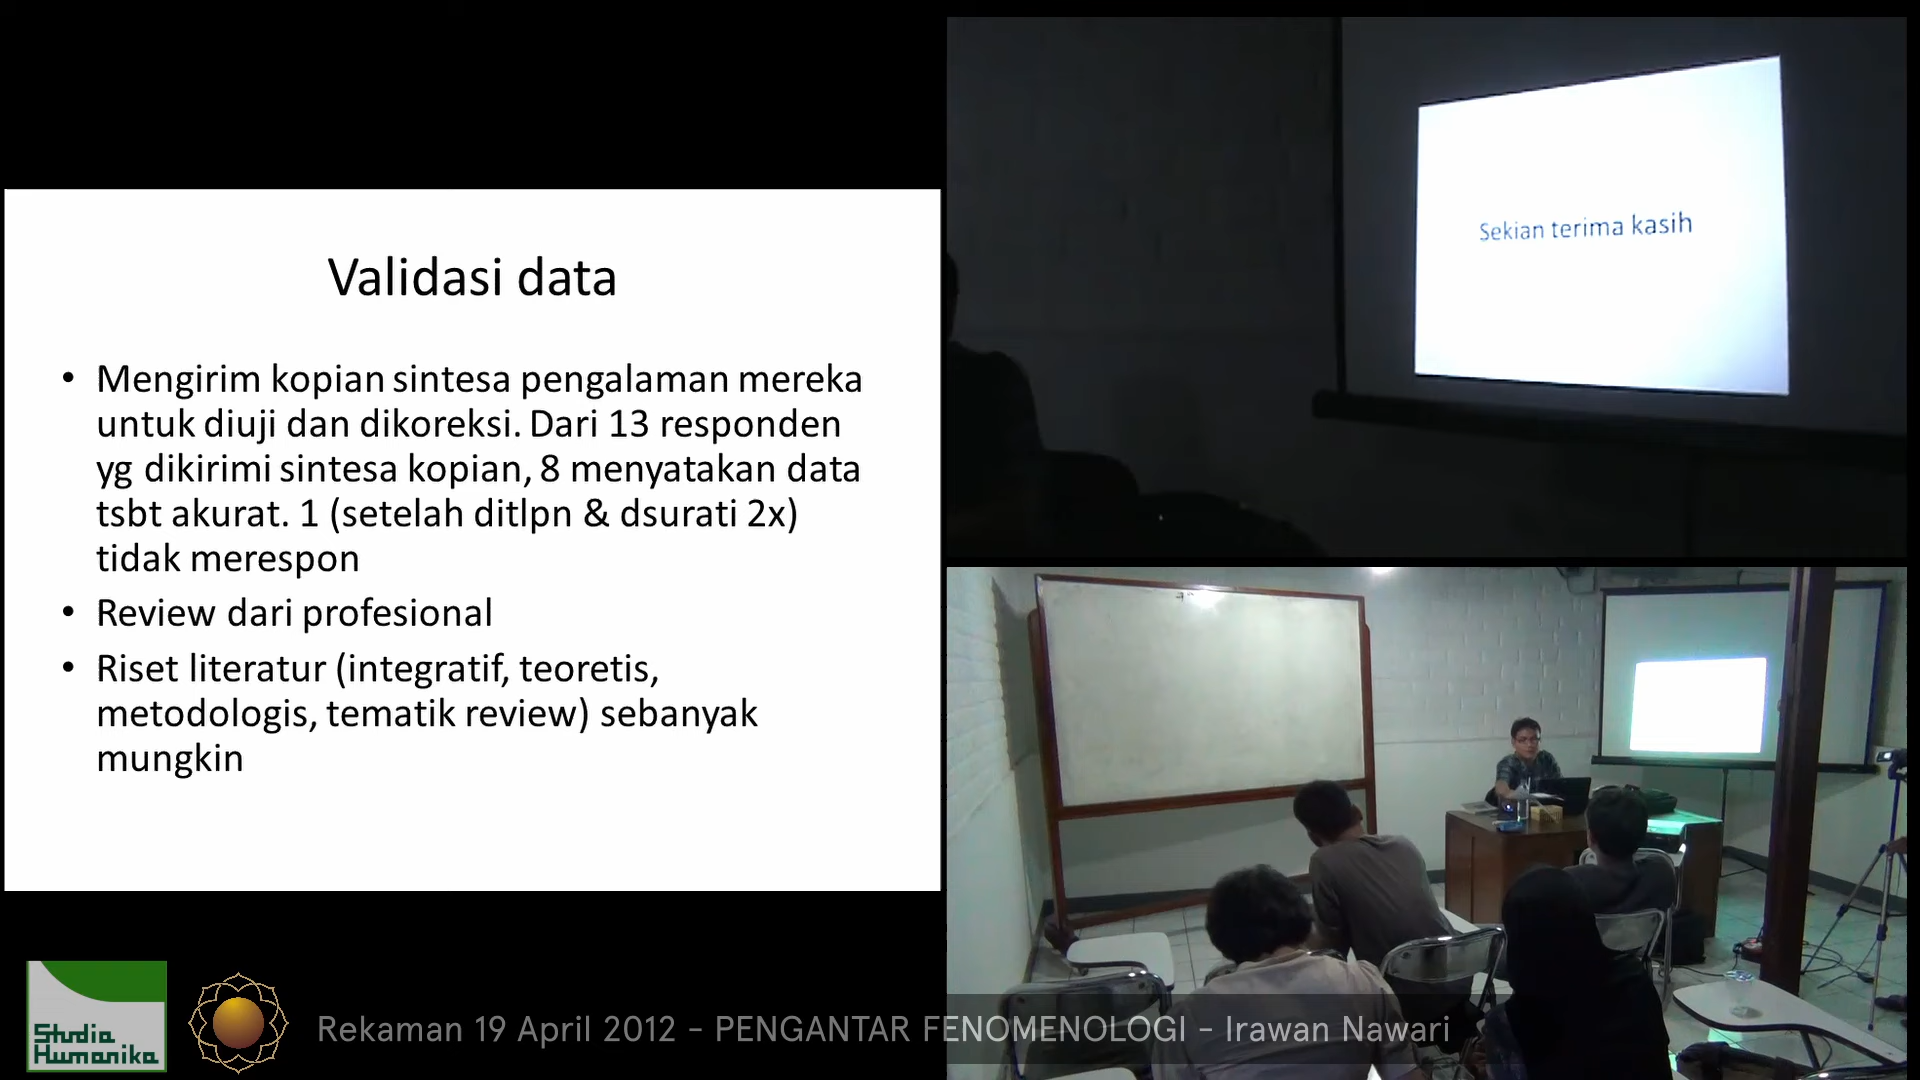 Validasi data
• Mengirim kopian sintesa pengalaman mereka
untuk diuji dan dikoreksi. Dari 13 responden
yg dikirimi sintesa kopian, 8 menyatakan data
tsbt akurat. 1 (setelah ditlpn & dsurati 2x)
tidak merespon
• Review dari profesional
• Riset literatur (integratif, teoretis,
metodologis, tematik review) sebanyak
mungkin
Sekian terima kasih
Studia
Humanika
Rekaman 19 April 2012 - PENGANTAR FENOMENOLOGI - Irawan Nawari